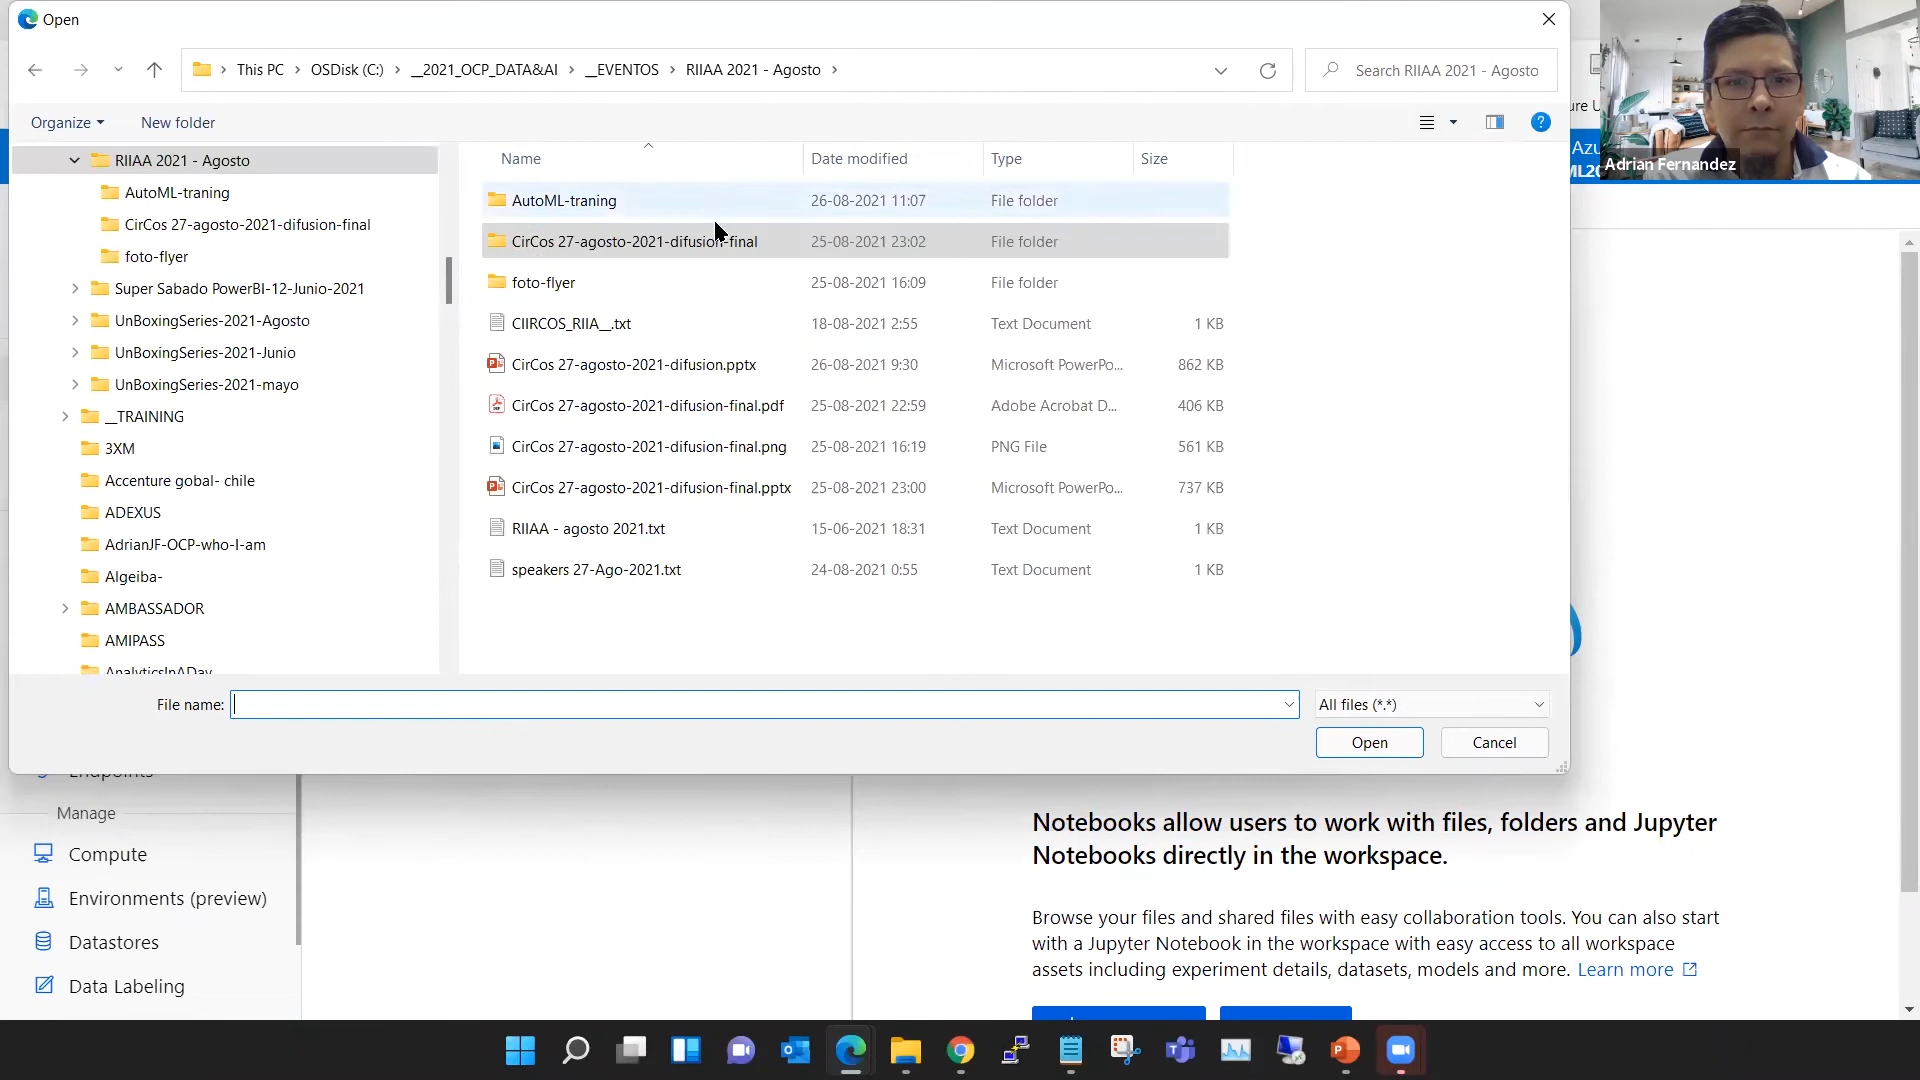 Open
This PC > OSDisk (C:) > __2021_OCP_DATA&AI > __EVENTOS > RIIAA 2021 - Agosto >
Search RIIAA 2021 - Agosto
Organize
New folder
?
RIIAA 2021 - Agosto
AutoML-traning
CirCos 27-agosto-2021-difusion-final
foto-flyer
Super Sabado PowerBI-12-Junio-2021
UnBoxingSeries-2021-Agosto
UnBoxingSeries-2021-Junio
UnBoxingSeries-2021-mayo
__TRAINING
3XM
Accenture gobal- chile
ADEXUS
AdrianJF-OCP-who-I-am
Algeiba-
AMBASSADOR
AMIPASS
AnalyticsInADay
Name Date modified Type Size
AutoML-traning 26-08-2021 11:07 File folder
CirCos 27-agosto-2021-difusion-final 25-08-2021 23:02 File folder
foto-flyer 25-08-2021 16:09 File folder
CIIRCOS_RIIA__.txt 18-08-2021 2:55 Text Document 1 KB
CirCos 27-agosto-2021-difusion.pptx 26-08-2021 9:30 Microsoft PowerPo... 862 KB
CirCos 27-agosto-2021-difusion-final.pdf 25-08-2021 22:59 Adobe Acrobat D... 406 KB
CirCos 27-agosto-2021-difusion-final.png 25-08-2021 16:19 PNG File 561 KB
CirCos 27-agosto-2021-difusion-final.pptx 25-08-2021 23:00 Microsoft PowerPo... 737 KB
RIIAA - agosto 2021.txt 15-06-2021 18:31 Text Document 1 KB
speakers 27-Ago-2021.txt 24-08-2021 0:55 Text Document 1 KB
File name:
All files (*.*)
Open
Cancel
Adrian Fernandez
Endpoints
Manage
Compute
Environments (preview)
Datastores
Data Labeling
Notebooks allow users to work with files, folders and Jupyter
Notebooks directly in the workspace.
Browse your files and shared files with easy collaboration tools. You can also start
with a Jupyter Notebook in the workspace with easy access to all workspace
assets including experiment details, datasets, models and more. Learn more